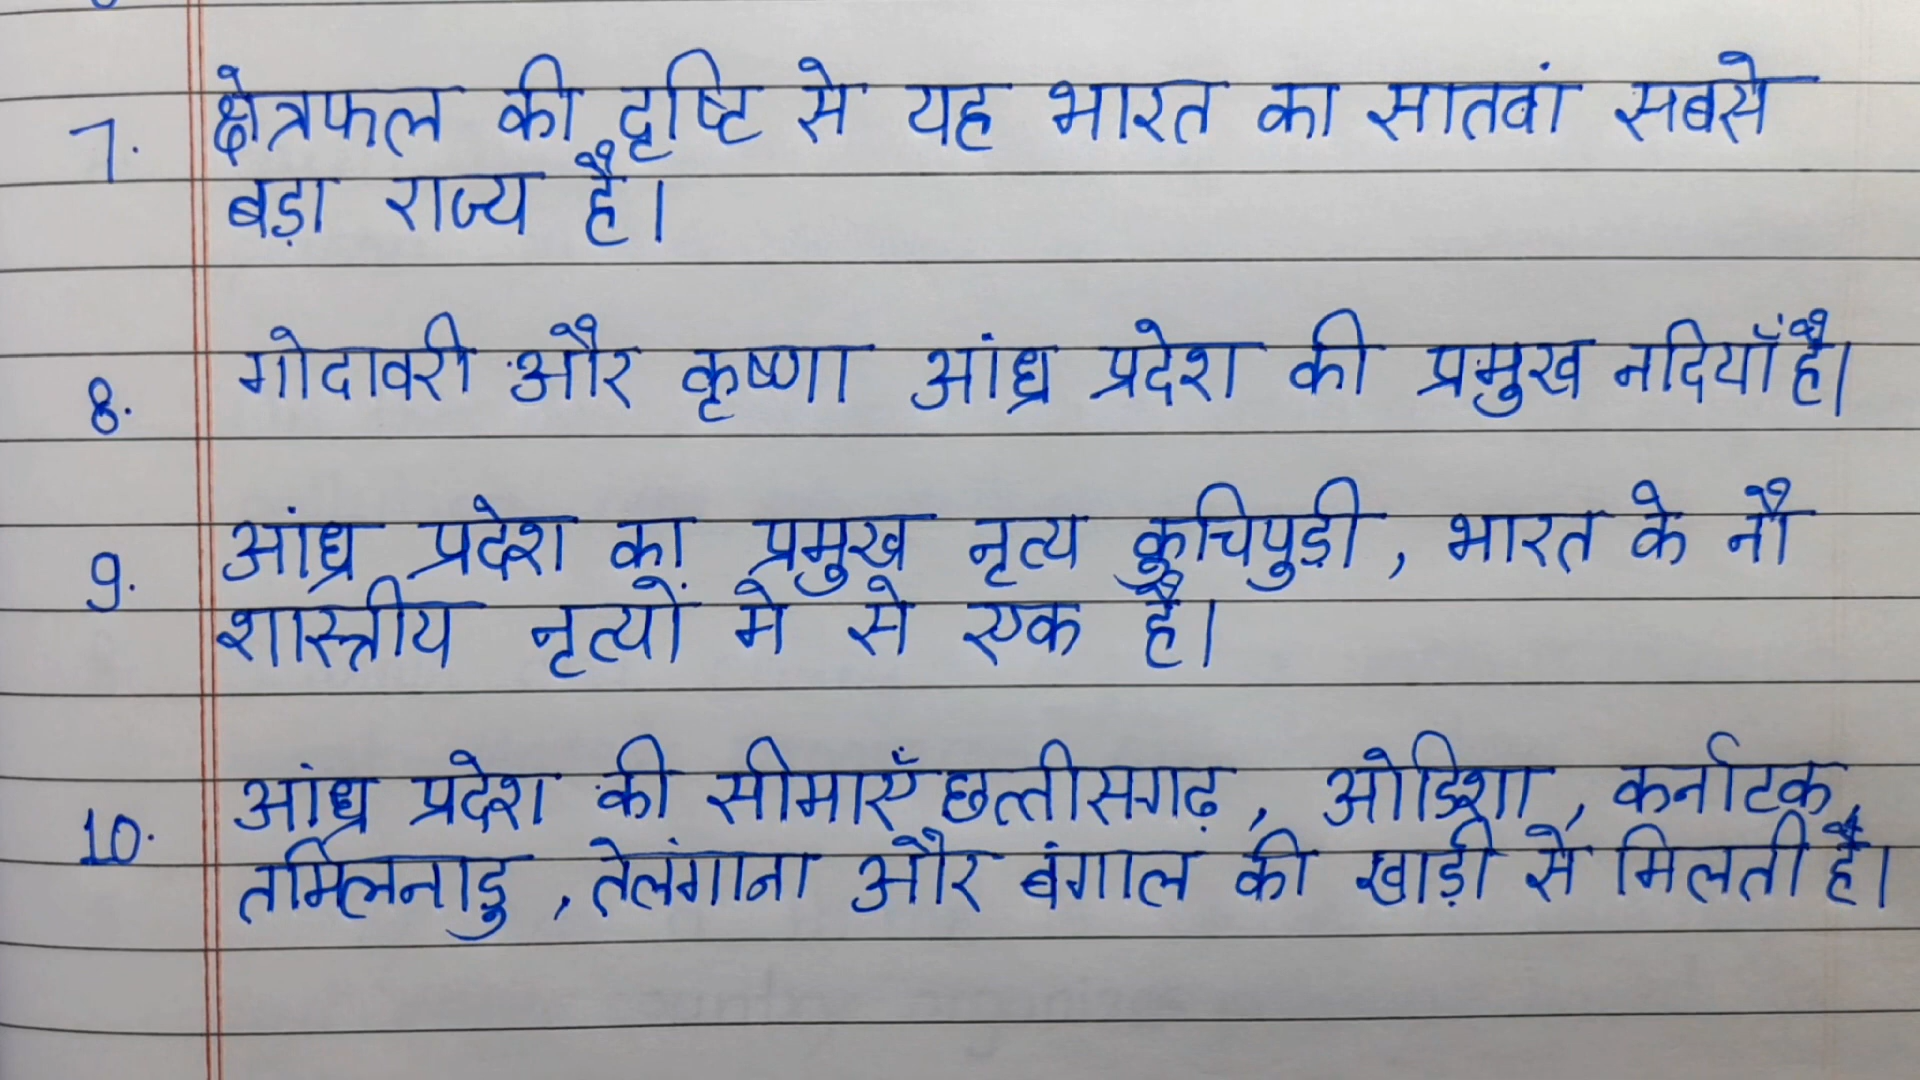 7. क्षेत्रफल की दृष्टि से यह भारत का सातवां सबसे
बड़ा राज्य है।
8. गोदावरी और कृष्णा आंध्र प्रदेश की प्रमुख नदियाँ है।
9. आंध्र प्रदेश का प्रमुख नृत्य कुचिपुड़ी, भारत के नौ
शास्त्रीय नृत्यों मे से एक है।
10. आंध्र प्रदेश की सीमाएँ छत्तीसगढ़, ओडिशा, कर्नाटक,
तमिलनाडु, तेलंगाना और बंगाल की खाड़ी से मिलती है।